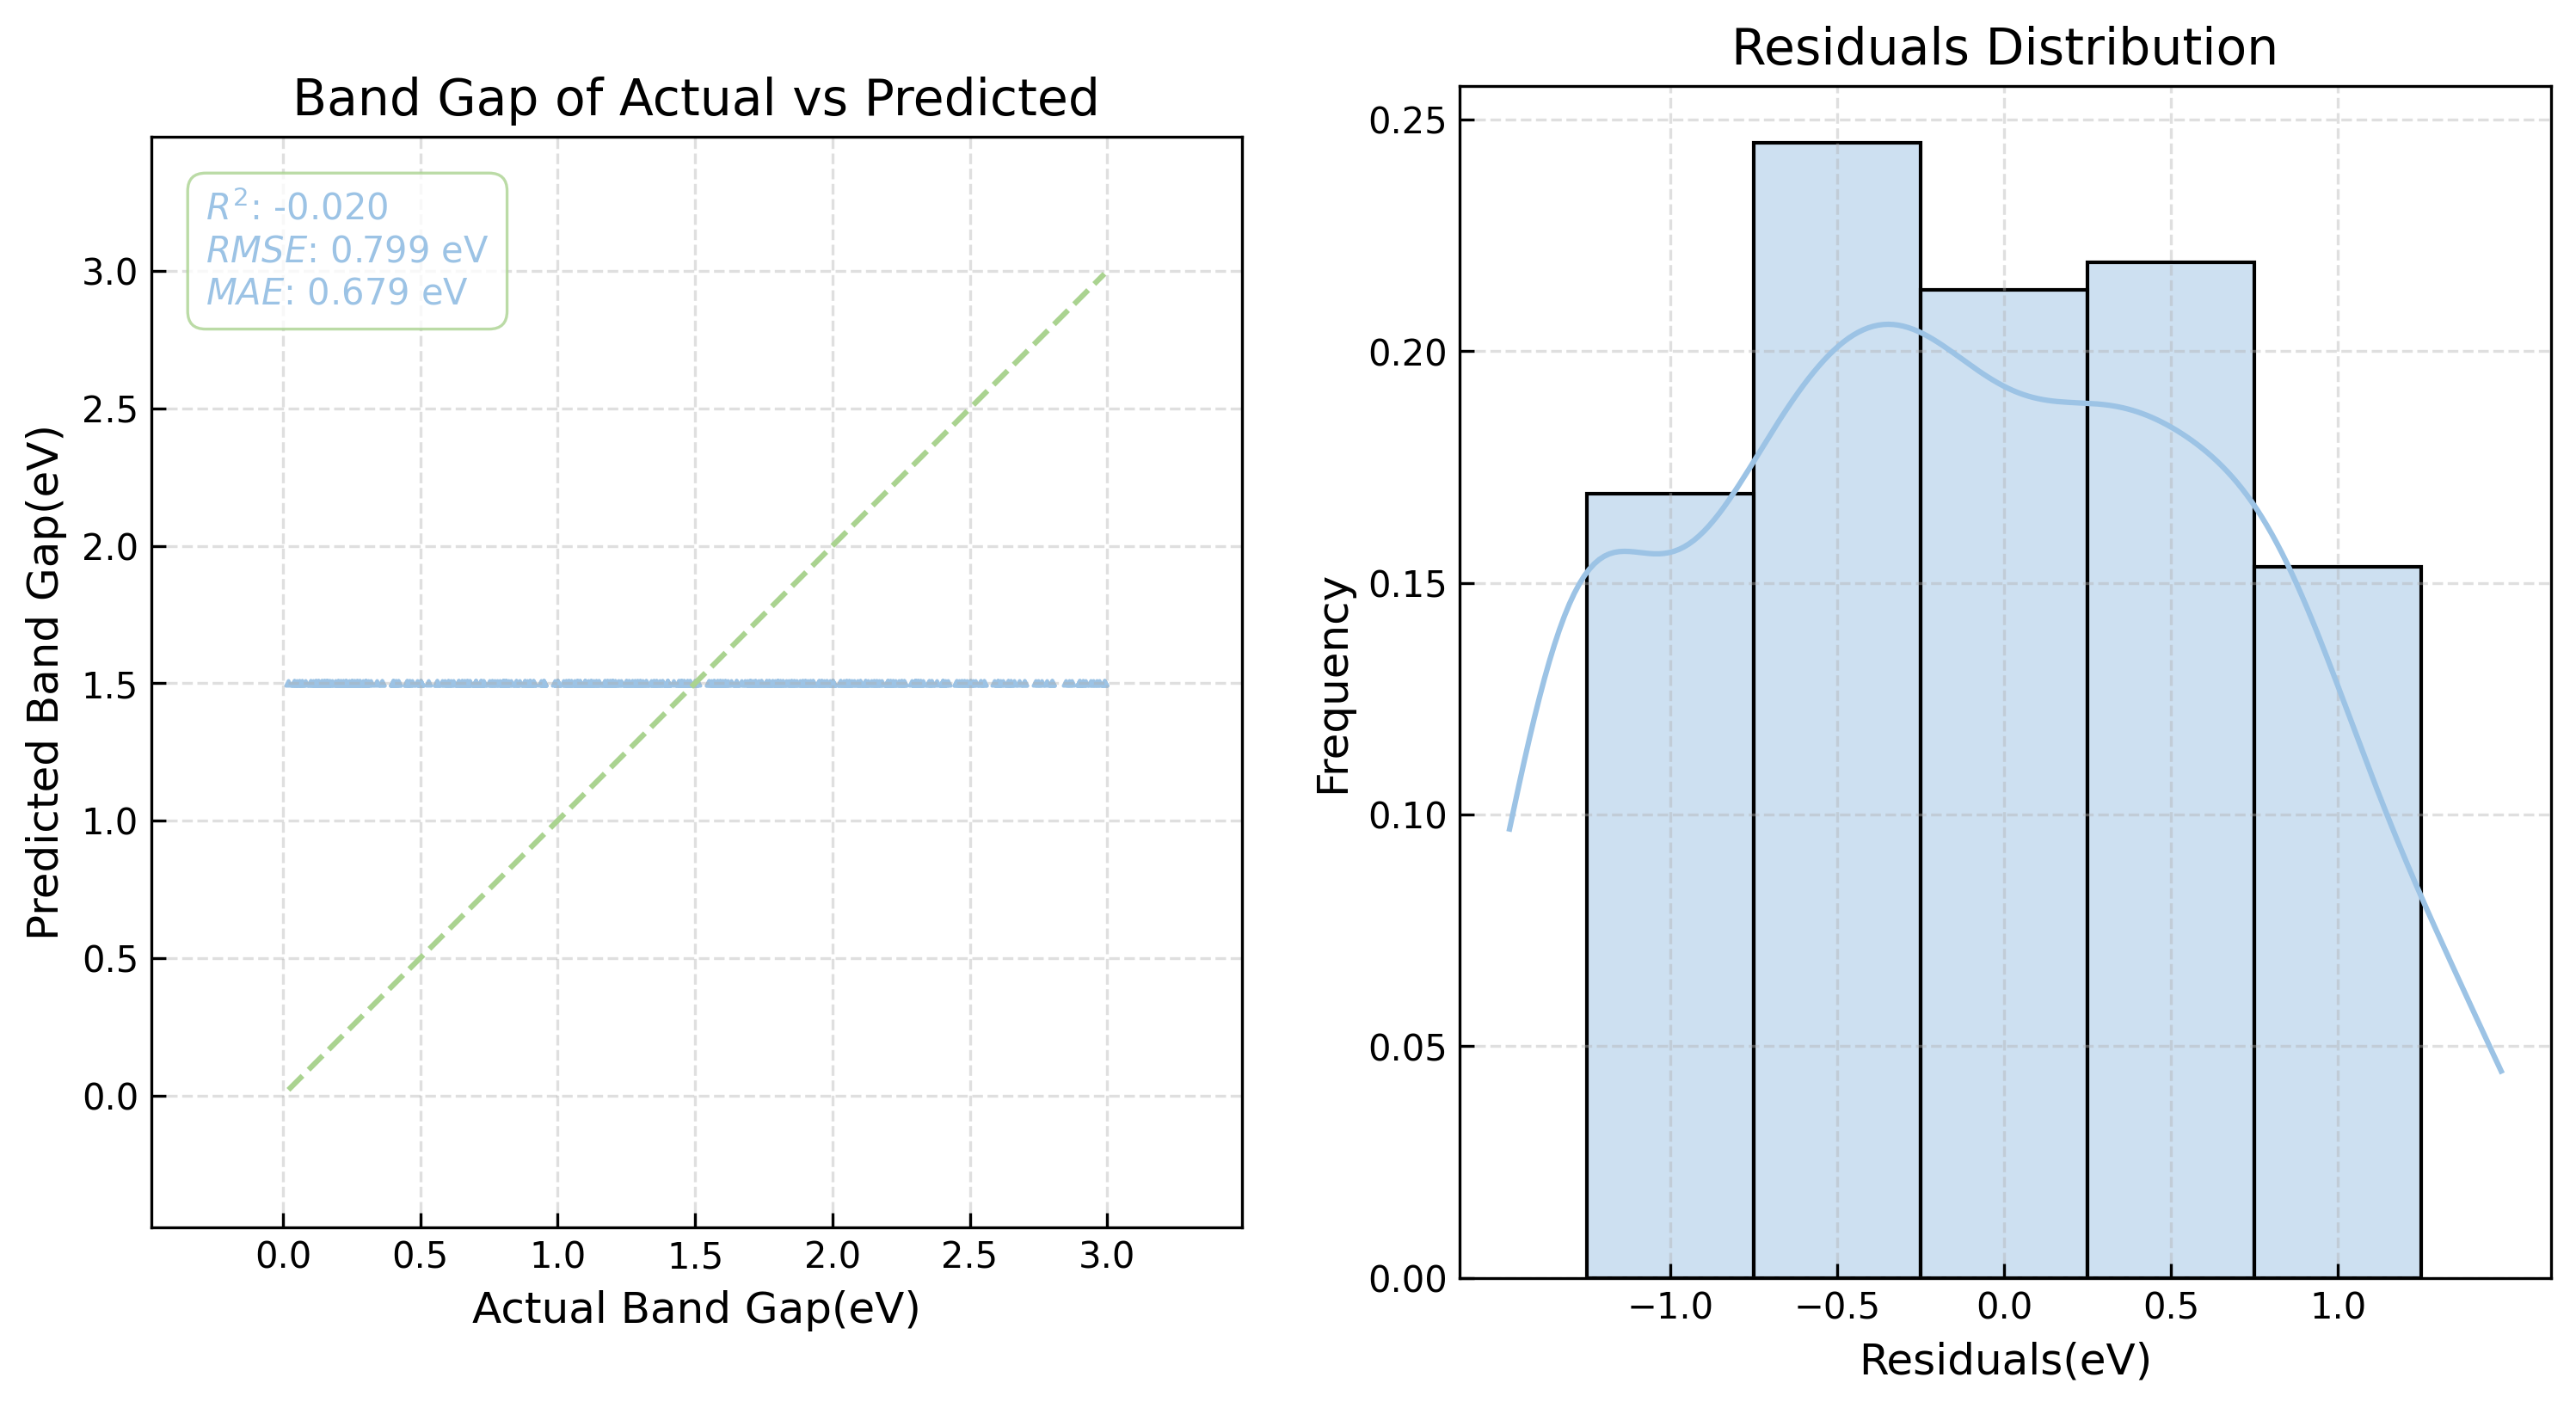 Band Gap of Actual vs Predicted
R²: -0.020
RMSE: 0.799 eV
MAE: 0.679 eV
3.0
2.5
2.0
1.5
1.0
0.5
0.0
Predicted Band Gap(eV)
0.0 0.5 1.0 1.5 2.0 2.5 3.0
Actual Band Gap(eV)
Residuals Distribution
0.25
0.20
0.15
0.10
0.05
0.00
Frequency
−1.0 −0.5 0.0 0.5 1.0
Residuals(eV)